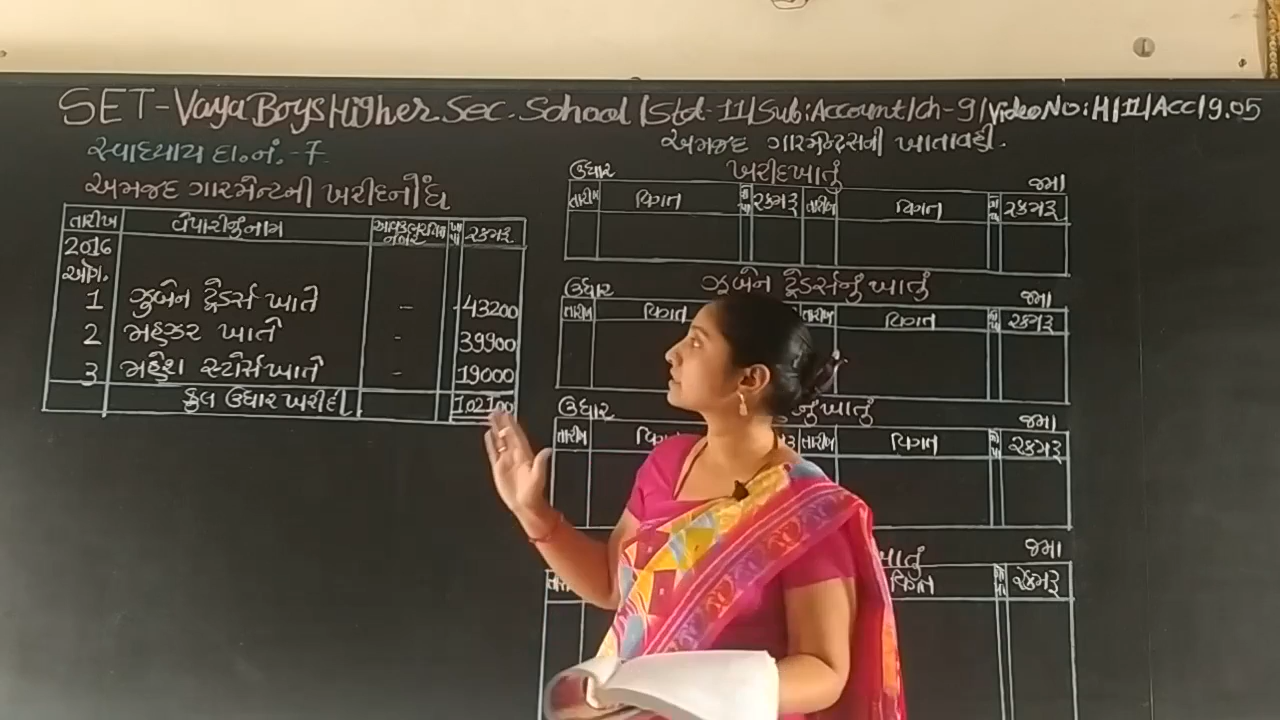 SET-Vaya Boys Higher. Sec. School / Std-11 / Sub: Account / ch-9 / Video No: H/11/Acc/9.05
સ્વાધ્યાય દા.નં.-7
અમજદ ગારમેન્ટની ખરીદનોંધ
તારીખ વેપારીનું નામ નંબર ખા પા રકમ રૂ
2016
ઓગ.
1 ઝુબેન ટ્રેડર્સ ખાતે - 43200
2 મહેઝર ખાતે - 39900
3 મહેશ સ્ટોર્સ ખાતે - 19000
કુલ ઉધાર ખરીદી 102100
અમજદ ગારમેન્ટ્સની ખાતાવહી.
ઉધાર ખરીદખાતું જમા
તારીખ વિગત રકમ રૂ તારીખ વિગત રકમ રૂ
ઉધાર ઝુબેન ટ્રેડર્સનું ખાતું જમા
તારીખ વિગત તારીખ વિગત રકમ રૂ
ઉધાર નું ખાતું જમા
તારીખ તારીખ વિગત રકમ રૂ
જમા
વિગત રકમ રૂ